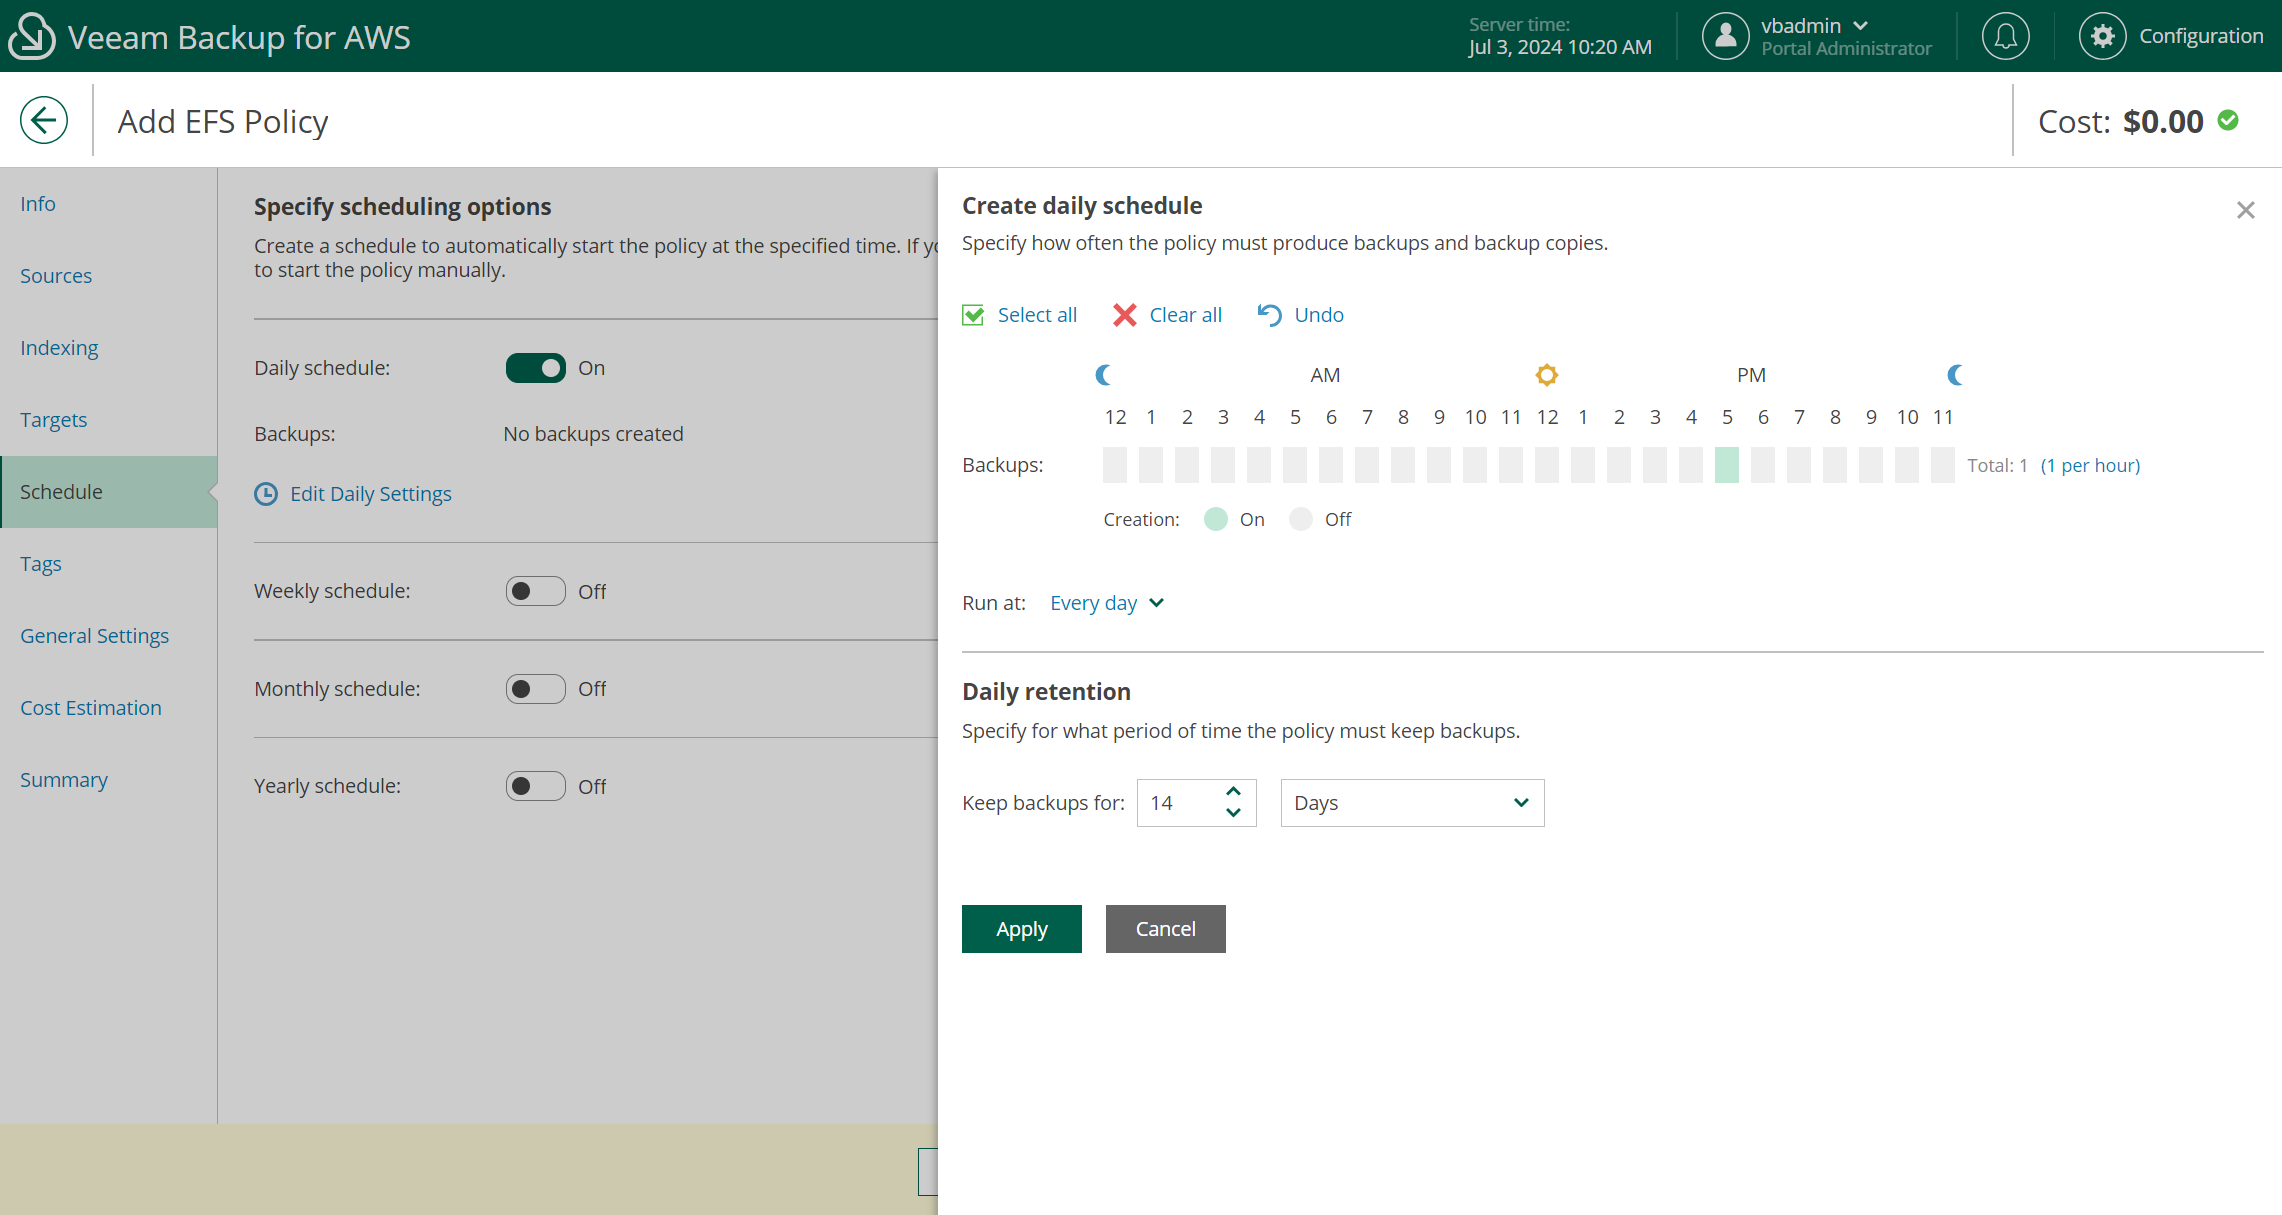 Veeam Backup for AWS
Server time:
Jul 3, 2024 10:20 AM
vbadmin
Portal Administrator
Configuration
Add EFS Policy
Cost: $0.00
Info
Sources
Indexing
Targets
Schedule
Tags
General Settings
Cost Estimation
Summary
Specify scheduling options
Create a schedule to automatically start the policy at the specified time. If yo
to start the policy manually.
Daily schedule: On
Backups: No backups created
Edit Daily Settings
Weekly schedule: Off
Monthly schedule: Off
Yearly schedule: Off
Create daily schedule
Specify how often the policy must produce backups and backup copies.
Select all Clear all Undo
AM PM
12 1 2 3 4 5 6 7 8 9 10 11 12 1 2 3 4 5 6 7 8 9 10 11
Backups: Total: 1 (1 per hour)
Creation: On Off
Run at: Every day
Daily retention
Specify for what period of time the policy must keep backups.
Keep backups for: 14 Days
Apply Cancel